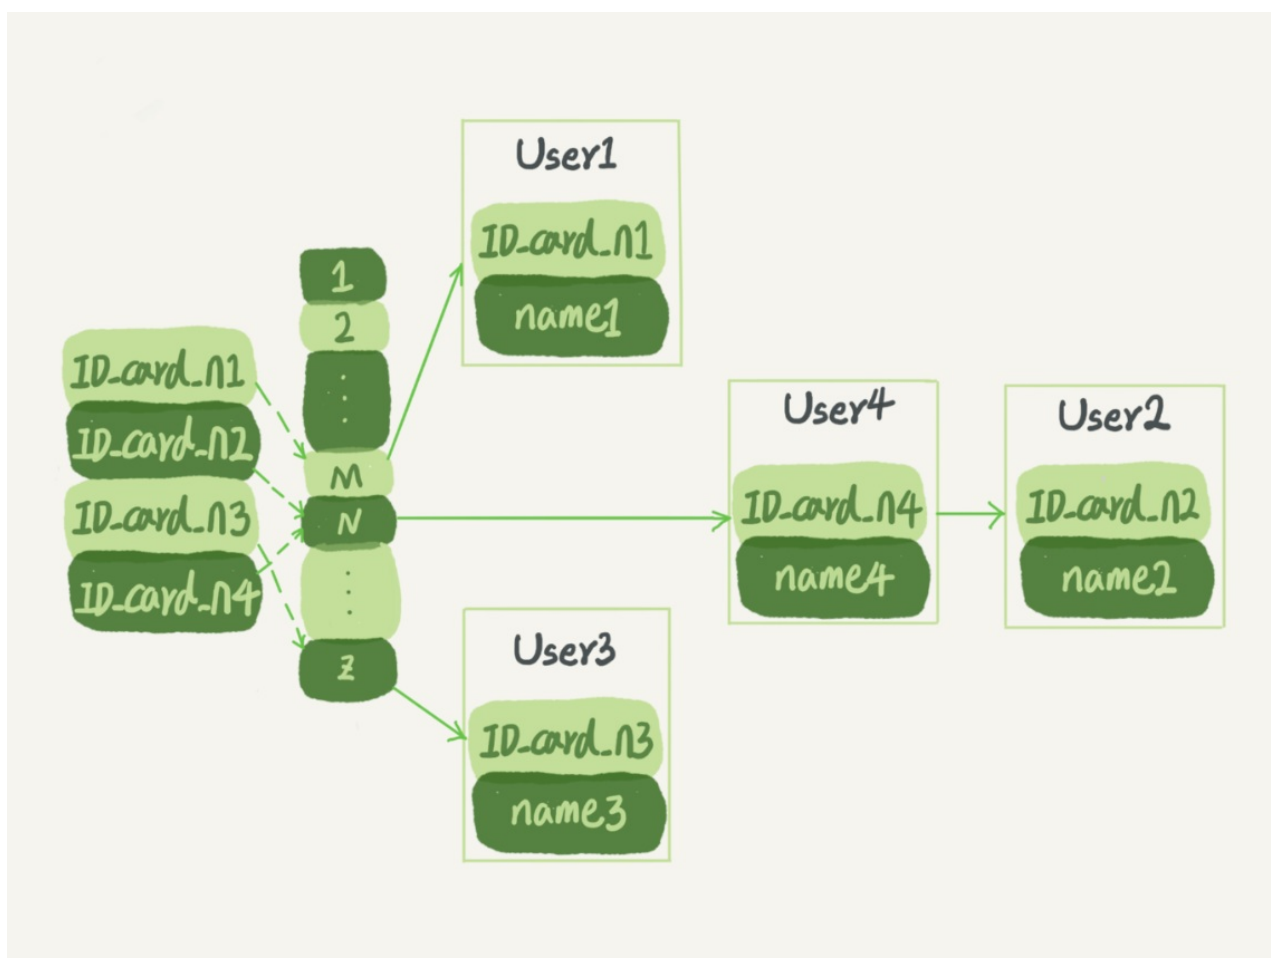 User1
ID_card_n1
name1
1
2
ID_card_n1
ID_card_n2
ID_card_n3
ID_card_n4
M
N
Z
User4
ID_card_n4
name4
User2
ID_card_n2
name2
User3
ID_card_n3
name3